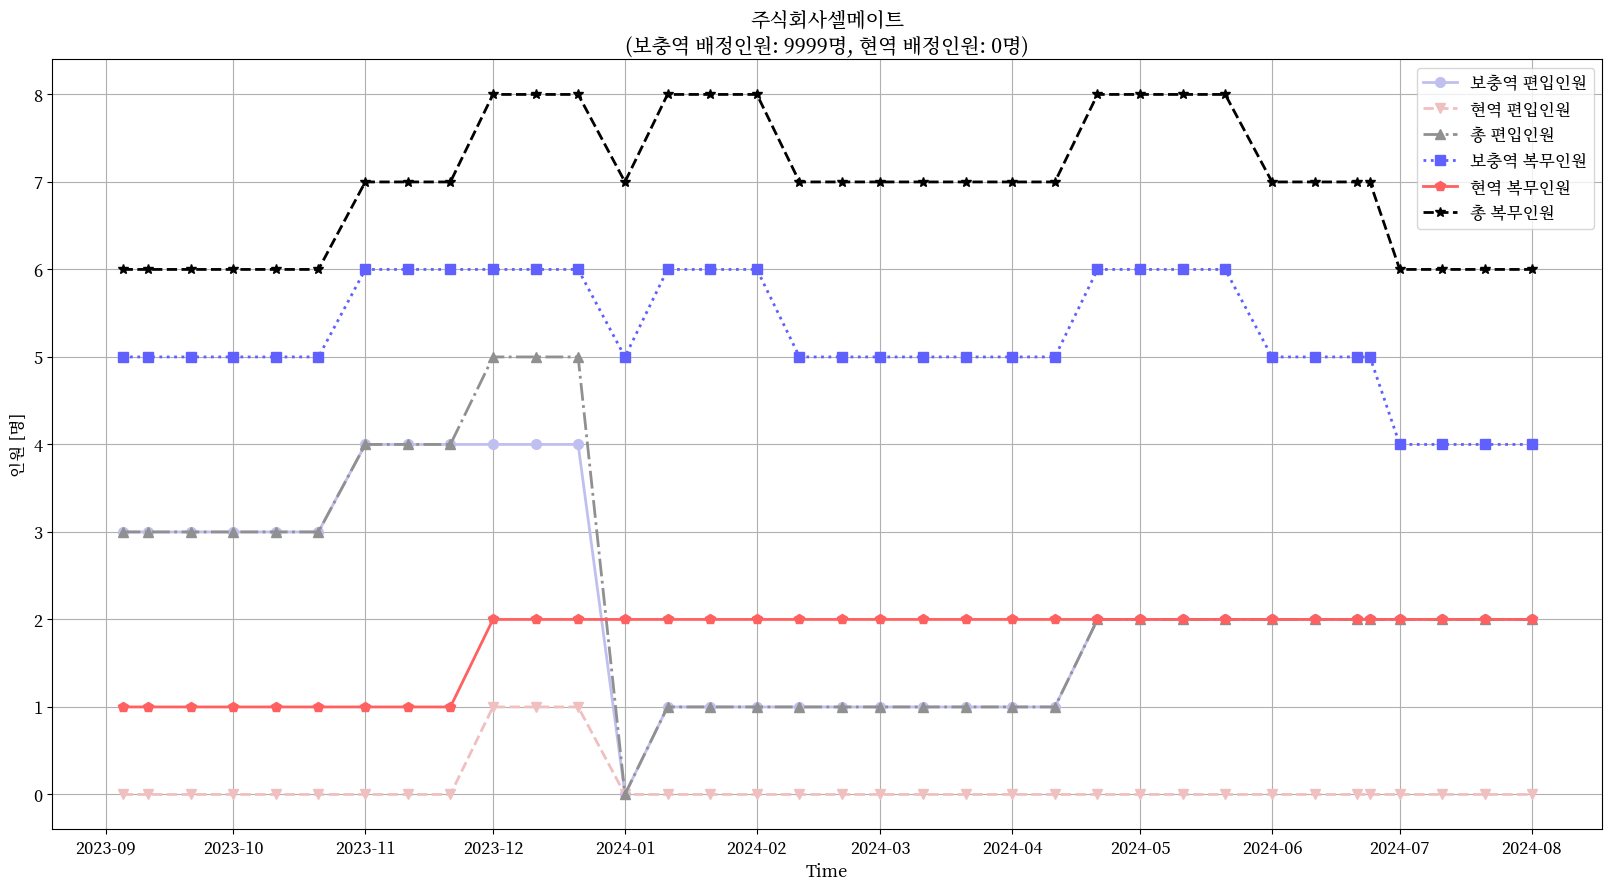 주식회사셀메이트
(보충역 배정인원: 9999명, 현역 배정인원: 0명)
8
7
6
5
4
3
2
1
0
인원 [명]
보충역 편입인원
현역 편입인원
총 편입인원
보충역 복무인원
현역 복무인원
총 복무인원
2023-09
2023-10
2023-11
2023-12
2024-01
2024-02
2024-03
2024-04
2024-05
2024-06
2024-07
2024-08
Time